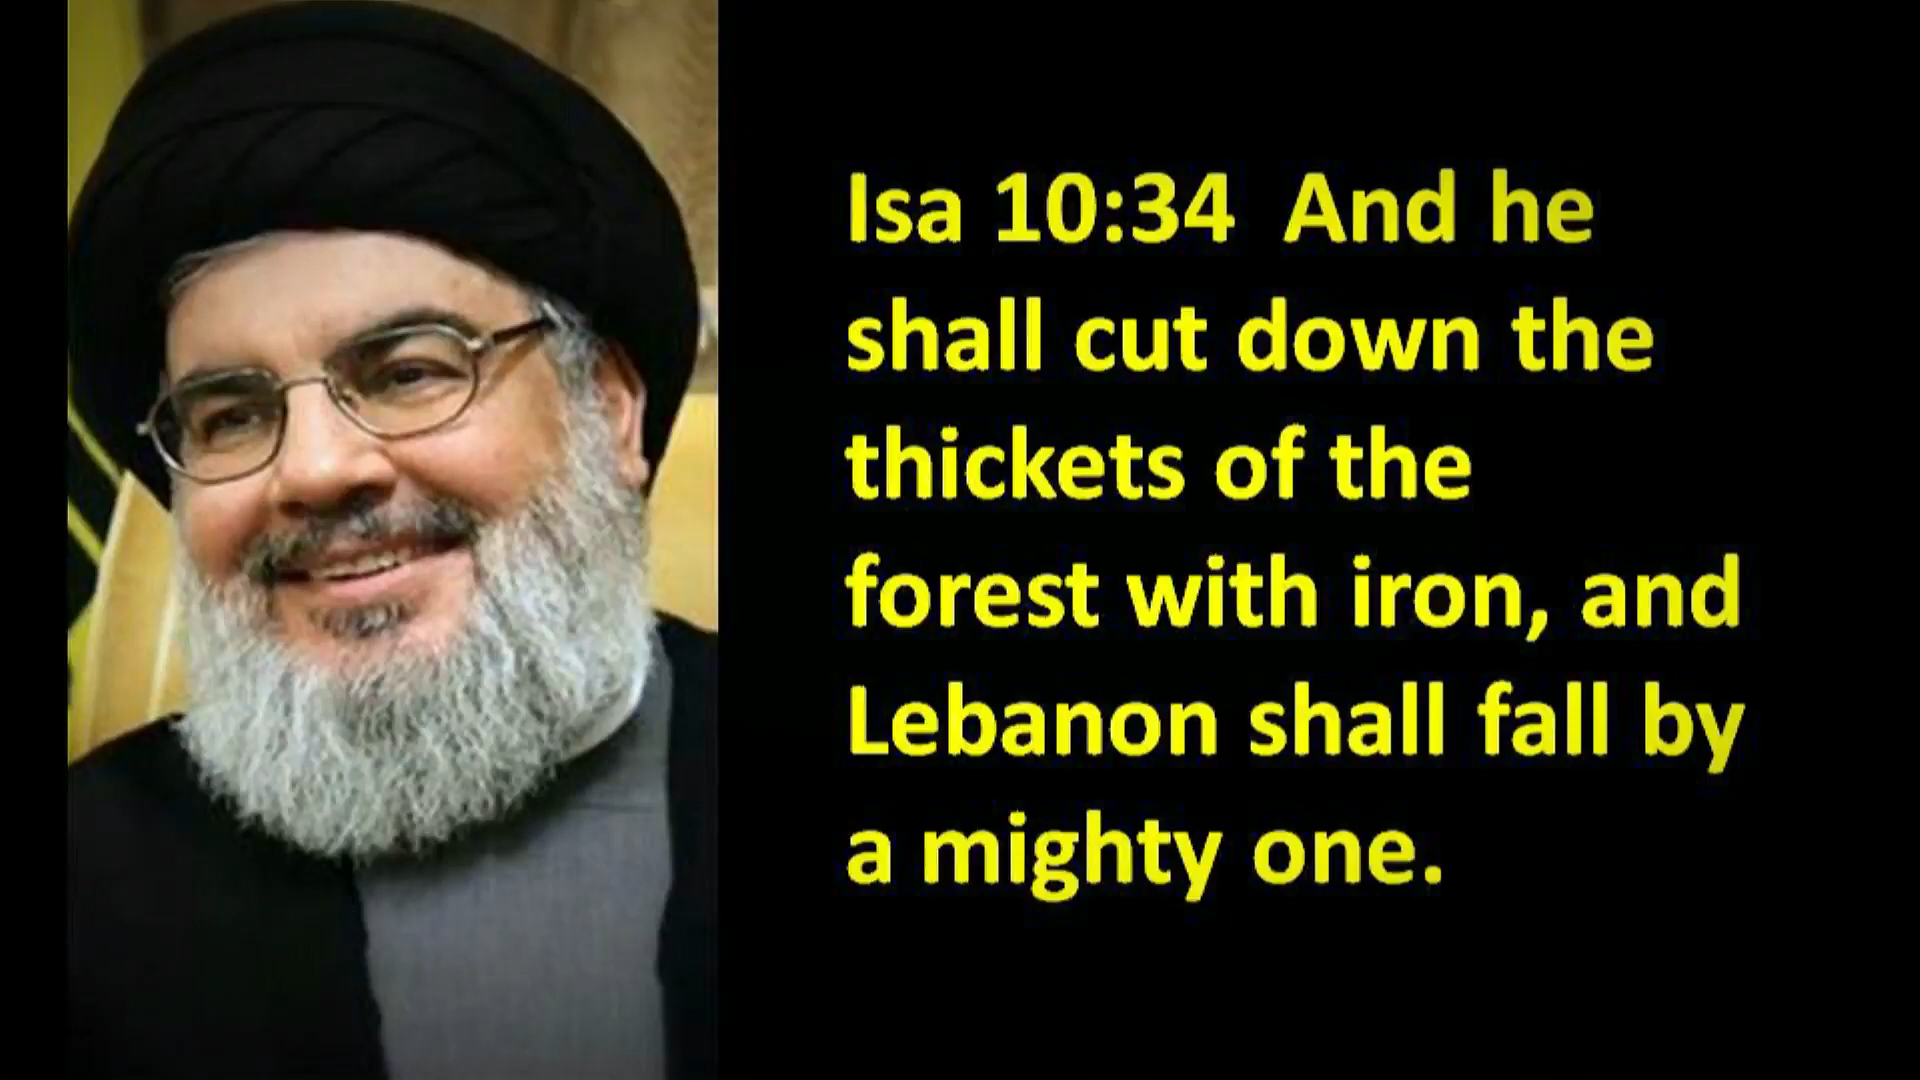 Isa 10:34  And he
shall cut down the
thickets of the
forest with iron, and
Lebanon shall fall by
a mighty one.